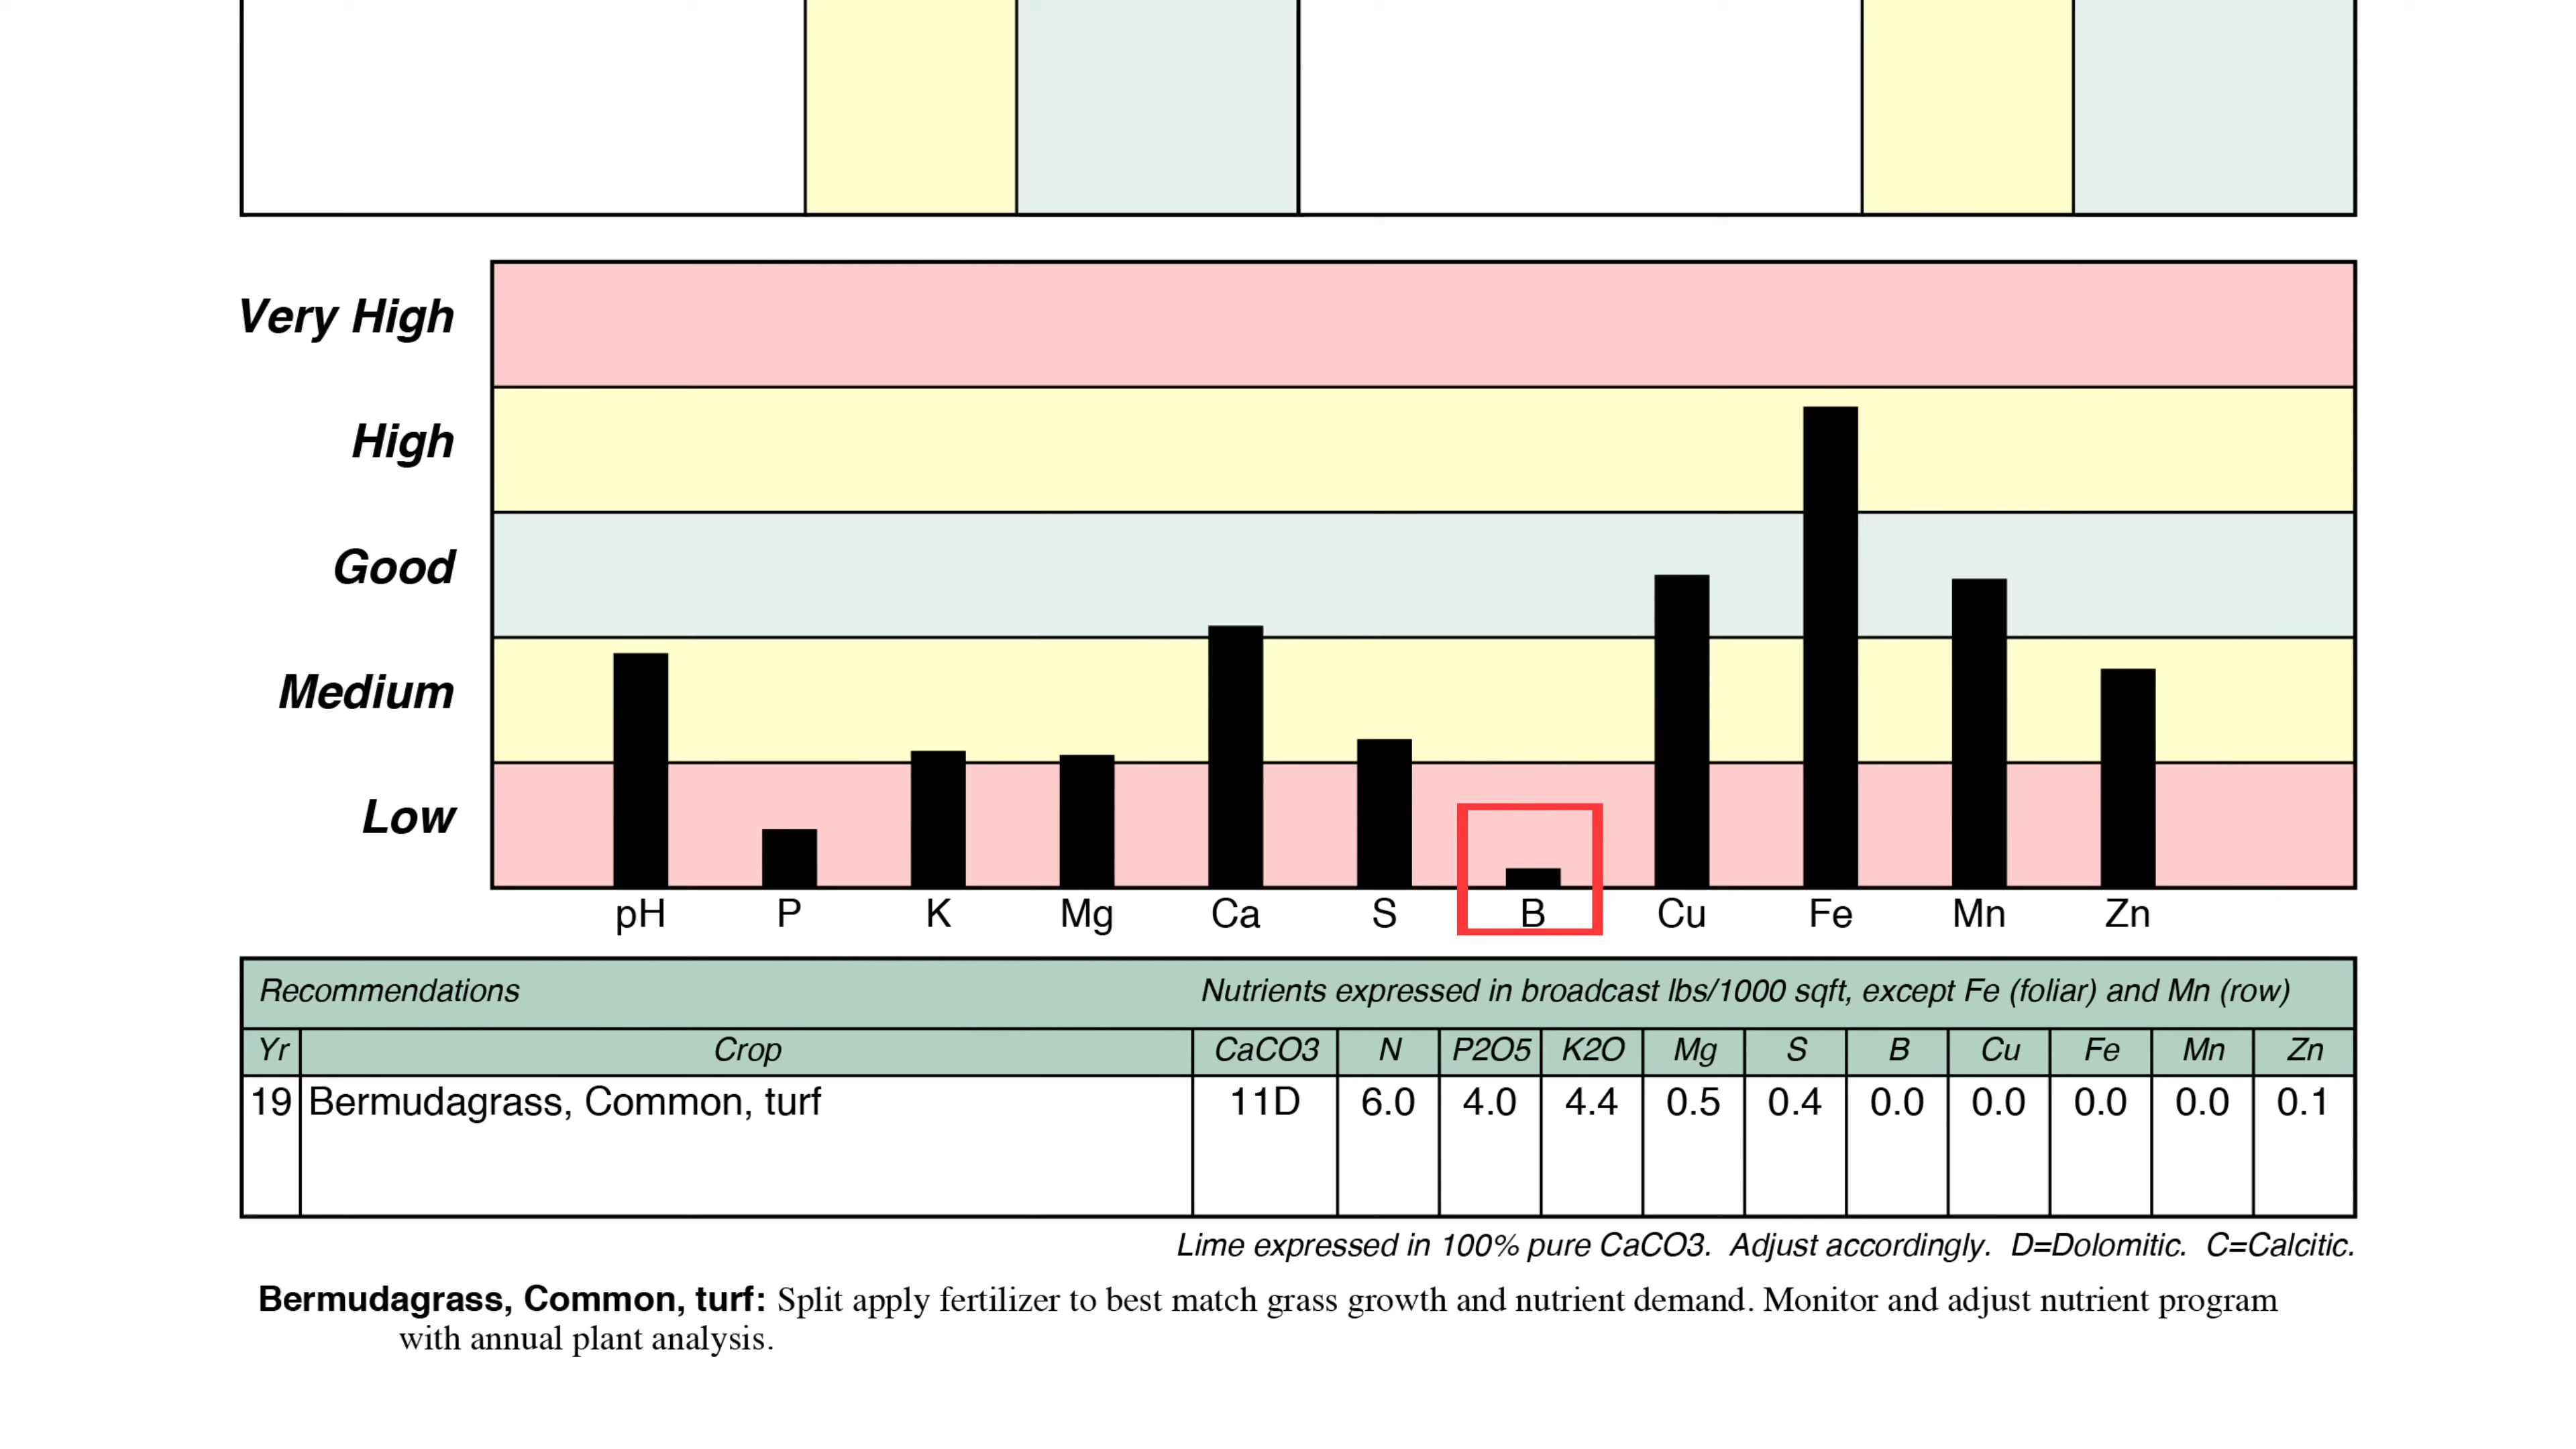 Very High
High
Good
Medium
Low
pH P K Mg Ca S B Cu Fe Mn Zn
Recommendations Nutrients expressed in broadcast lbs/1000 sqft, except Fe (foliar) and Mn (row)
Yr Crop CaCO3 N P2O5 K2O Mg S B Cu Fe Mn Zn
19 Bermudagrass, Common, turf 11D 6.0 4.0 4.4 0.5 0.4 0.0 0.0 0.0 0.0 0.1
Lime expressed in 100% pure CaCO3. Adjust accordingly. D=Dolomitic. C=Calcitic.
Bermudagrass, Common, turf: Split apply fertilizer to best match grass growth and nutrient demand. Monitor and adjust nutrient program
with annual plant analysis.